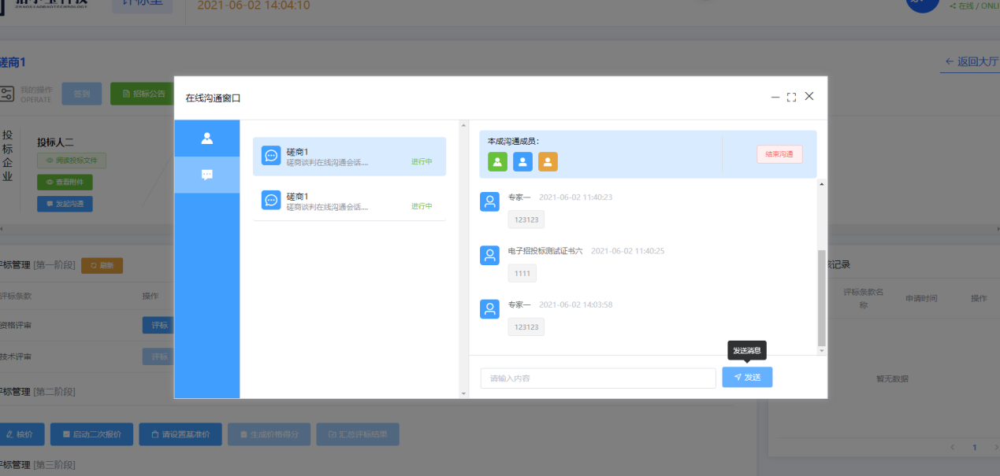 评标室
2021-06-02 14:04:10
在线 / ONLI
磋商1
返回大厅
我的操作
OPERATE
签到
招标公告
投标企业
投标人二
阅读投标文件
查看附件
发起沟通
在线沟通窗口
磋商1
磋商谈判在线沟通会话....
进行中
磋商1
磋商谈判在线沟通会话....
进行中
本成沟通成员：
结束沟通
专家一 2021-06-02 11:40:23
123123
电子招投标测试证书六 2021-06-02 11:40:25
1111
专家一 2021-06-02 14:03:58
123123
发送消息
请输入内容
发送
评标管理 [第一阶段]
刷新
评标条款
操作
资格评审
评标
技术评审
评标
评标管理 [第二阶段]
核价
启动二次报价
请设置基准价
生成价格得分
汇总评标结果
评标管理 [第三阶段]
记录
评标条款名称
申请时间
操作
暂无数据
1